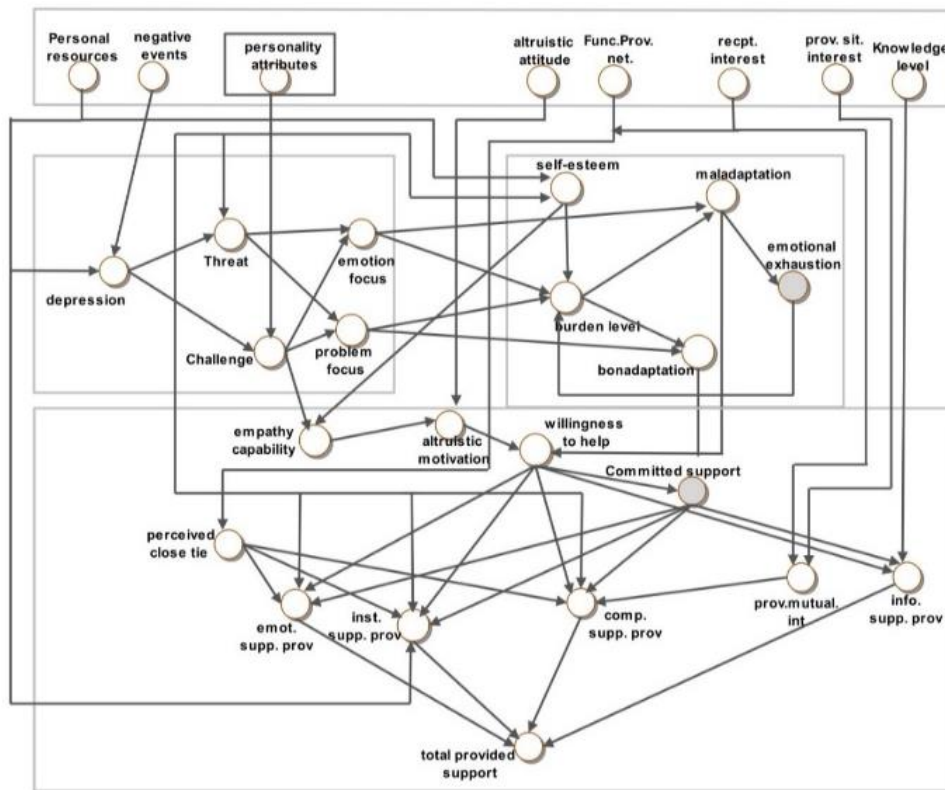 Personal
resources
negative
events
personality
attributes
altruistic
attitude
Func.Prov.
net.
recpt.
interest
prov. sit.
interest
Knowledge
level
self-esteem
maladaptation
Threat
emotion
focus
emotional
exhaustion
depression
burden level
Challenge
problem
focus
bonadaptation
empathy
capability
altruistic
motivation
willingness
to help
Committed support
perceived
close tie
emot.
supp. prov
inst.
supp. prov
comp.
supp. prov
prov.mutual.
int
info.
supp. prov
total provided
support